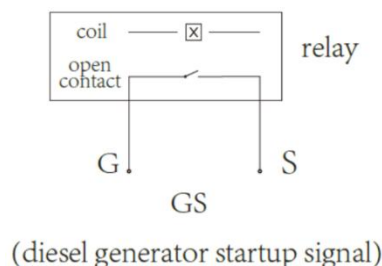 coil
X
relay
open
contact
G
S
GS
(diesel generator startup signal)